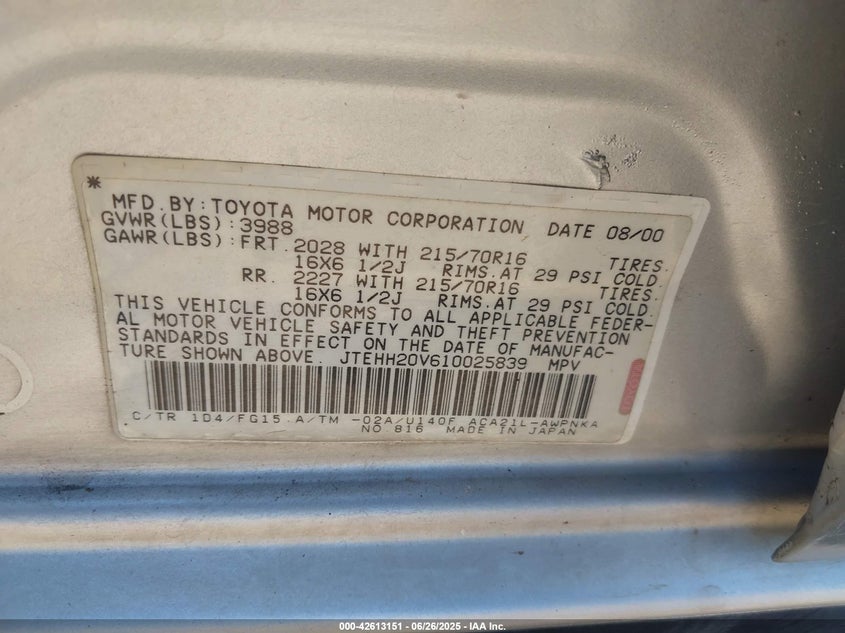 *
MFD.BY:TOYOTA MOTOR CORPORATION, DATE 08/00
GVWR(LBS):3988
GAWR(LBS):FRT.2028 WITH 215/70R16 TIRES.
16X6 1/2J RIMS.AT 29 PSI COLD.
RR. 2227 WITH 215/70R16 TIRES.
16X6 1/2J RIMS.AT 29 PSI COLD.
THIS VEHICLE CONFORMS TO ALL APPLICABLE FEDER-
AL MOTOR VEHICLE SAFETY AND THEFT PREVENTION
STANDARDS IN EFFECT ON THE DATE OF MANUFAC-
TURE SHOWN ABOVE. JTEHH20V610025839 MPV
TOYOTA
C/TR 1D4/FG15.A/TM -02A/U140F ACA21L-AWPNKA
NO 816 MADE IN JAPAN
000-42613151 | 06/26/2025 | IAA Inc.